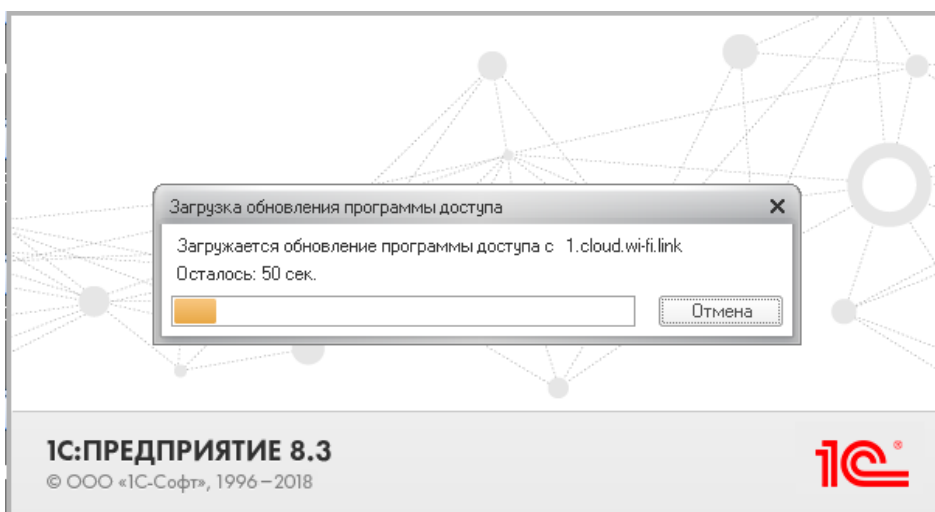 Загрузка обновления программы доступа
Загружается обновление программы доступа с 1.cloud.wi-fi.link
Осталось: 50 сек.
Отмена
1С:ПРЕДПРИЯТИЕ 8.3
© ООО «1С-Софт», 1996–2018
1С®